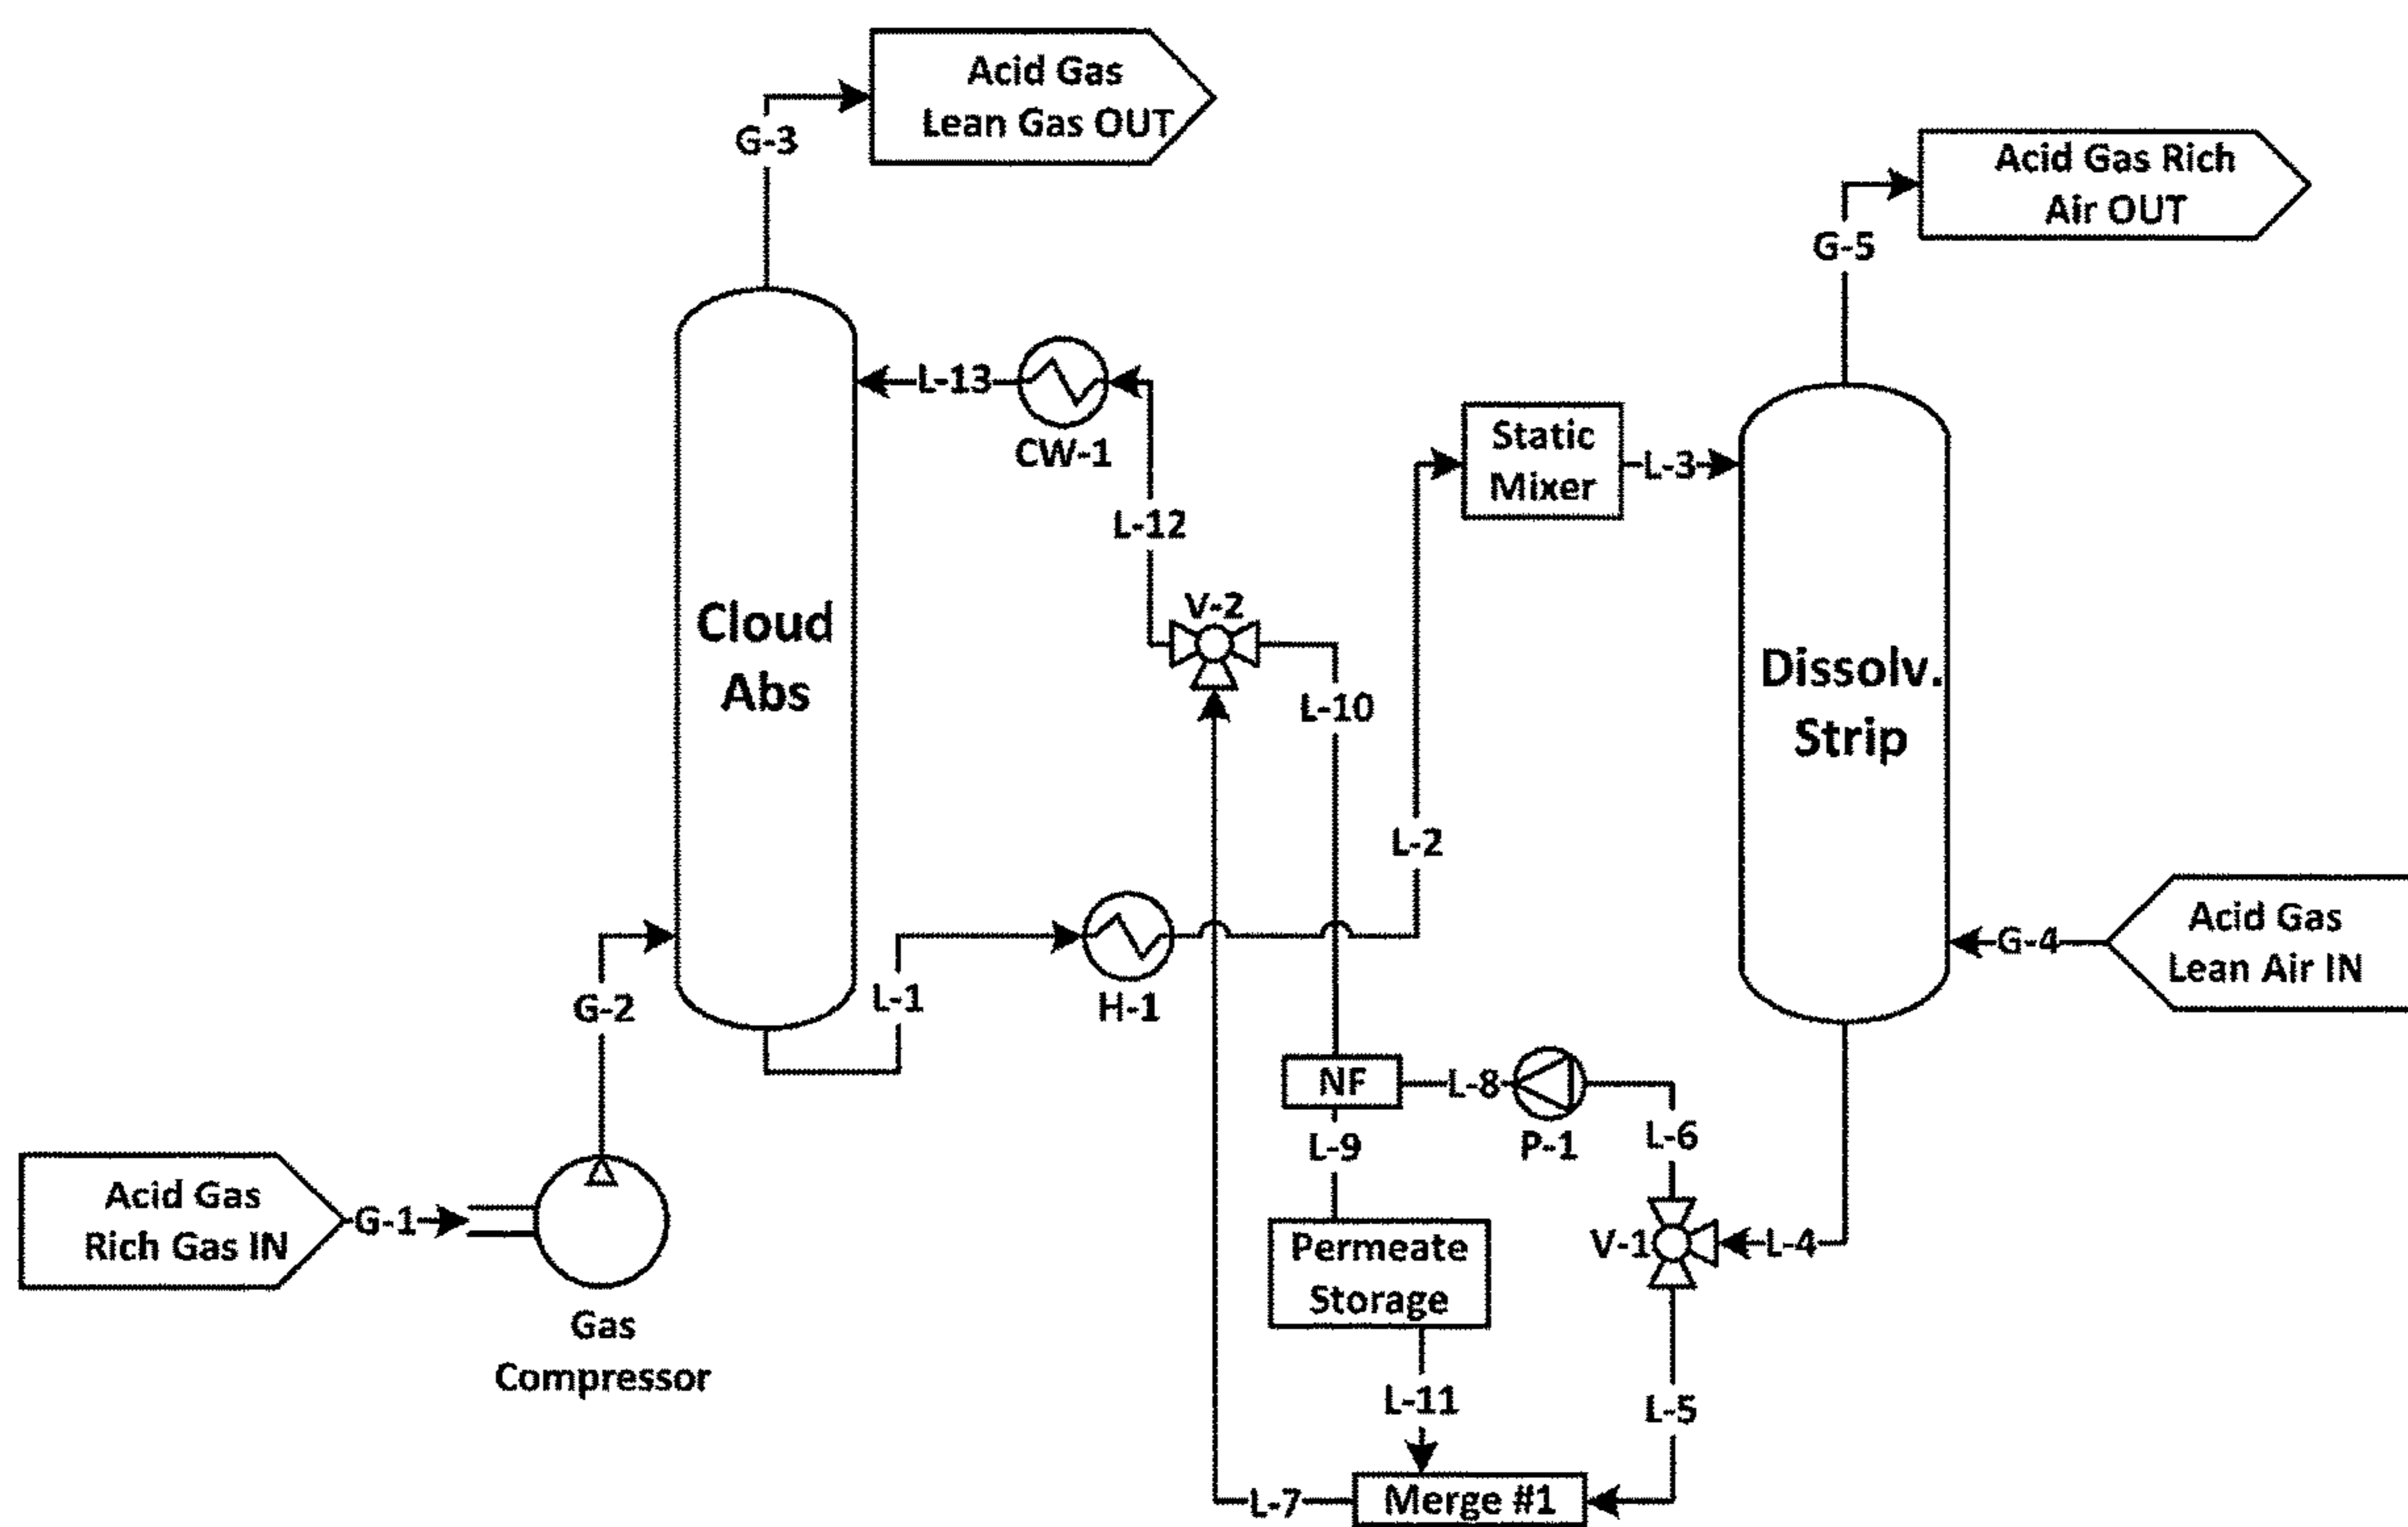 Acid Gas
Lean Gas OUT
G-3
Acid Gas Rich
Air OUT
G-5
L-13
CW-1
Static
Mixer
L-3
L-12
V-2
Cloud
Abs
L-10
Dissolv.
Strip
L-2
Acid Gas
Lean Air IN
G-4
G-2
L-1
H-1
NF
L-8
P-1
L-6
L-9
Acid Gas
Rich Gas IN
G-1
Gas
Compressor
Permeate
Storage
V-1
L-4
L-11
L-5
L-7
Merge #1